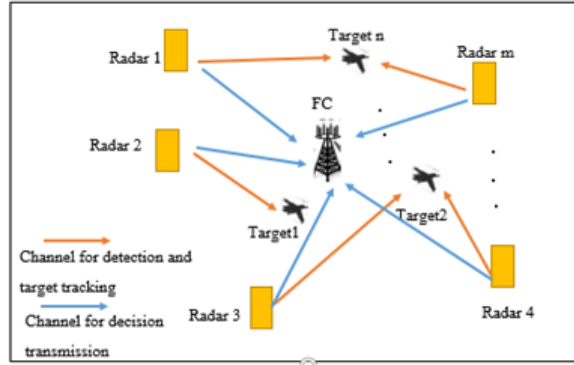 Target n
Radar 1
Radar m
FC
Radar 2
Target1
Target2
Channel for detection and
target tracking
Radar 3
Radar 4
Channel for decision
transmission